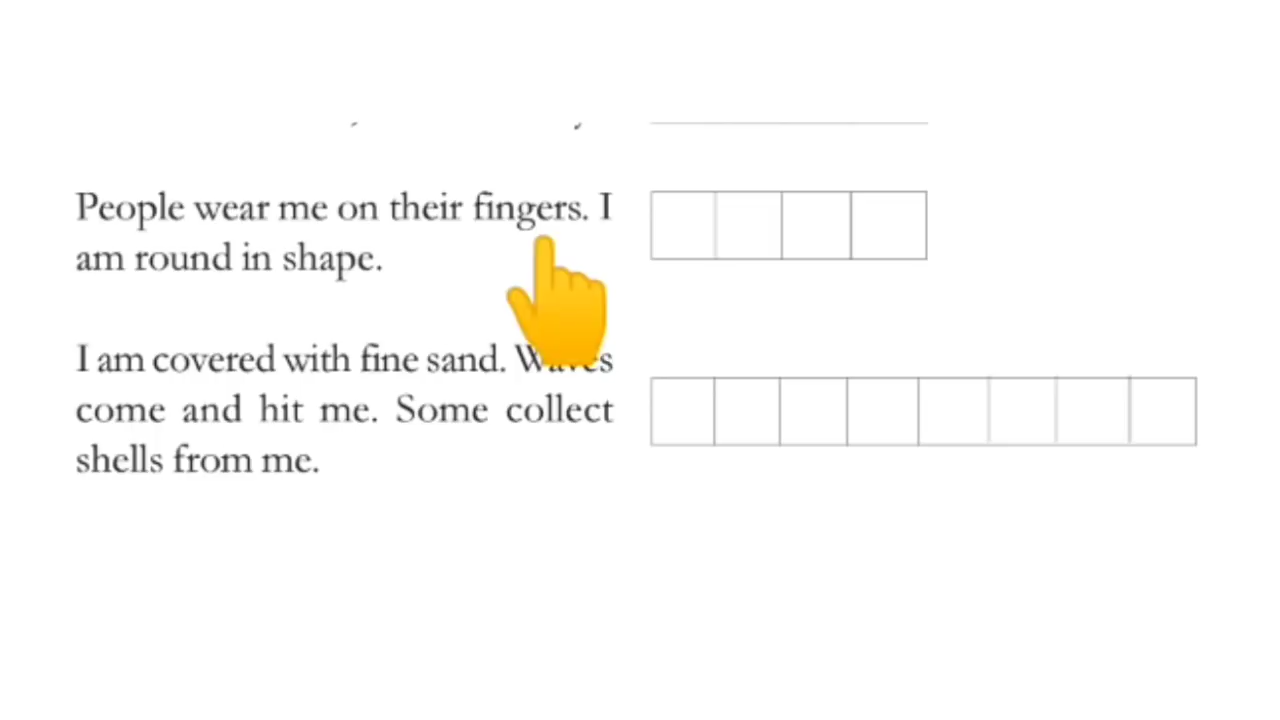 People wear me on their fingers. I
am round in shape.
I am covered with fine sand. Waves
come and hit me. Some collect
shells from me.